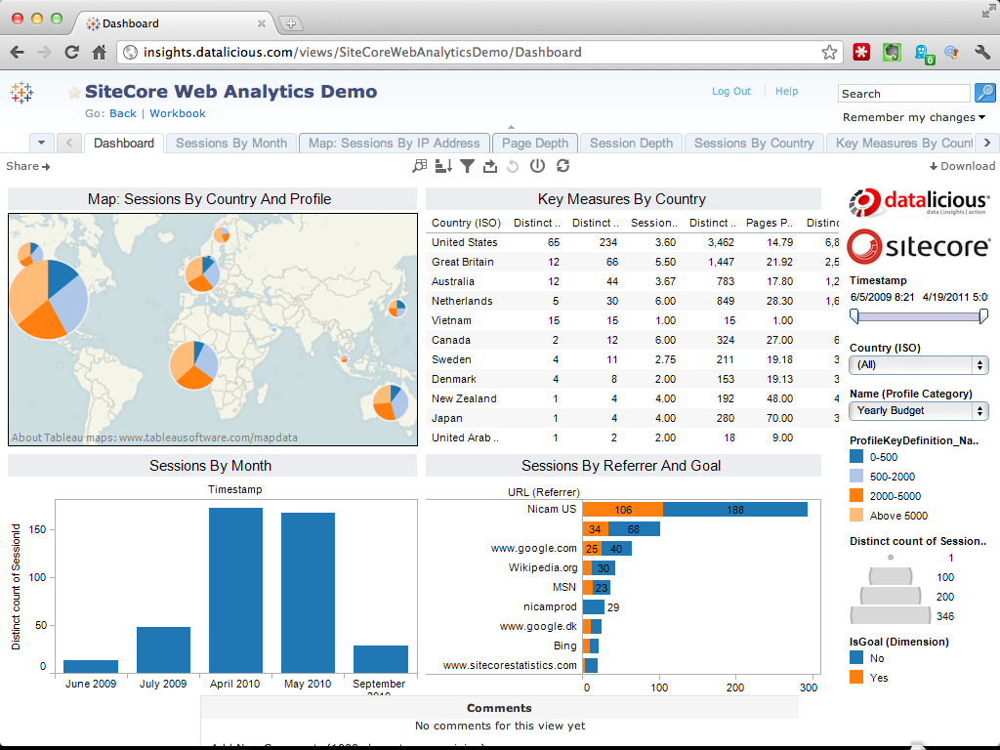 Dashboard
insights.datalicious.com/views/SiteCoreWebAnalyticsDemo/Dashboard
0
SiteCore Web Analytics Demo
Go: Back | Workbook
Log Out
Help
Search
Remember my changes
Dashboard
Sessions By Month
Map: Sessions By IP Address
Page Depth
Session Depth
Sessions By Country
Key Measures By Count
Share
Download
Map: Sessions By Country And Profile
About Tableau maps: www.tableausoftware.com/mapdata
Key Measures By Country
Country (ISO) Distinct .. Distinct .. Session.. Distinct .. Pages P.. Distinc
United States 65 234 3.60 3,462 14.79 6,8
Great Britain 12 66 5.50 1,447 21.92 2,5
Australia 12 44 3.67 783 17.80 1,2
Netherlands 5 30 6.00 849 28.30 1,6
Vietnam 15 15 1.00 15 1.00
Canada 2 12 6.00 324 27.00 6
Sweden 4 11 2.75 211 19.18 3
Denmark 4 8 2.00 153 19.13 3
New Zealand 1 4 4.00 192 48.00 4
Japan 1 4 4.00 280 70.00 3
United Arab .. 1 2 2.00 18 9.00
datalicious
data | insights | action
sitecore
Timestamp
6/5/2009 8:21 4/19/2011 5:0
Country (ISO)
(All)
Name (Profile Category)
Yearly Budget
ProfileKeyDefinition_Na..
0-500
500-2000
2000-5000
Above 5000
Distinct count of Session..
1
100
200
346
IsGoal (Dimension)
No
Yes
Sessions By Month
Timestamp
Distinct count of SessionId
150
100
50
0
June 2009
July 2009
April 2010
May 2010
September
2010
Sessions By Referrer And Goal
URL (Referrer)
Nicam US 106 188
34 68
www.google.com 25 40
Wikipedia.org 30
MSN 23
nicamprod 29
www.google.dk
Bing
www.sitecorestatistics.com
0 100 200 300
Comments
No comments for this view yet